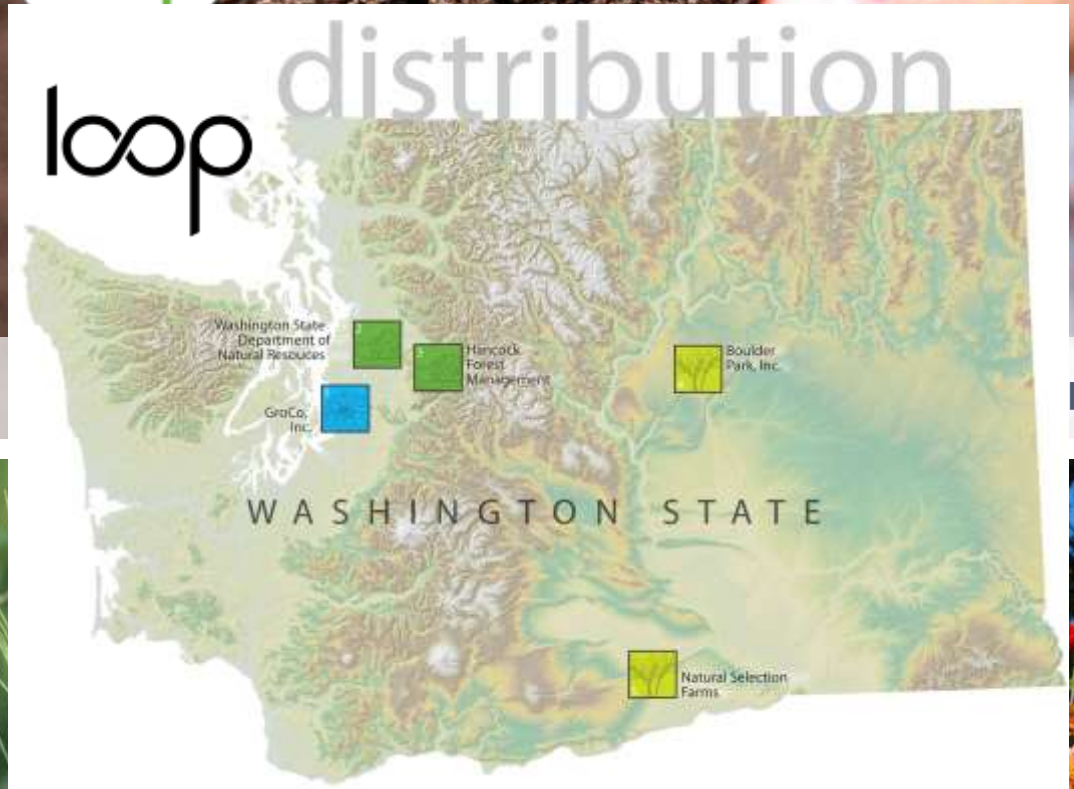 distribution
loop
Washington State
Department of
Natural Resouces
Hancock
Forest
Management
Boulder
Park, Inc.
GroCo,
Inc.
WASHINGTON STATE
Natural Selection
Farms